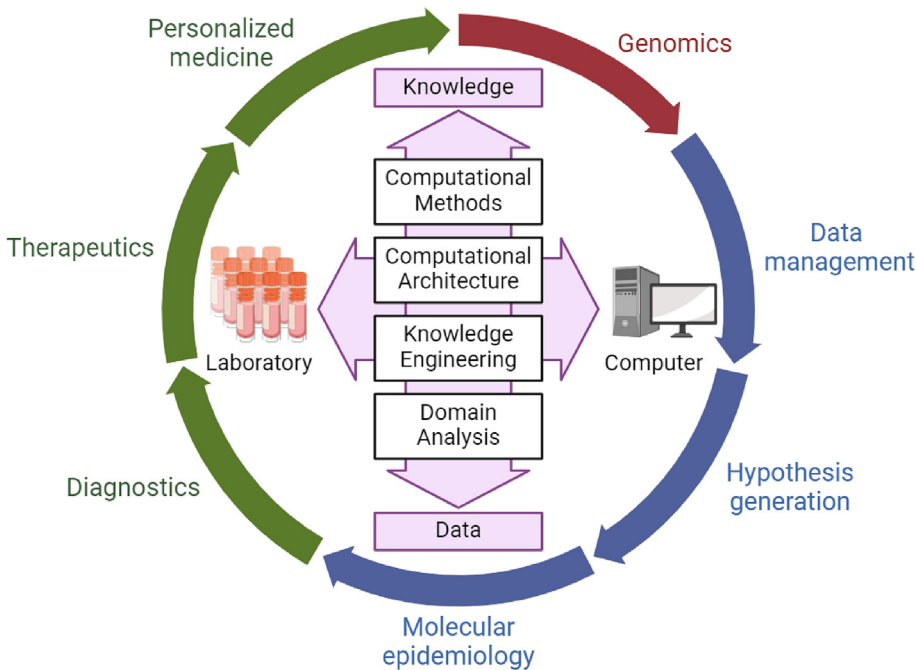 Personalized
medicine
Genomics
Knowledge
Computational
Methods
Therapeutics
Computational
Architecture
Data
management
Laboratory
Knowledge
Engineering
Computer
Domain
Analysis
Diagnostics
Hypothesis
generation
Data
Molecular
epidemiology